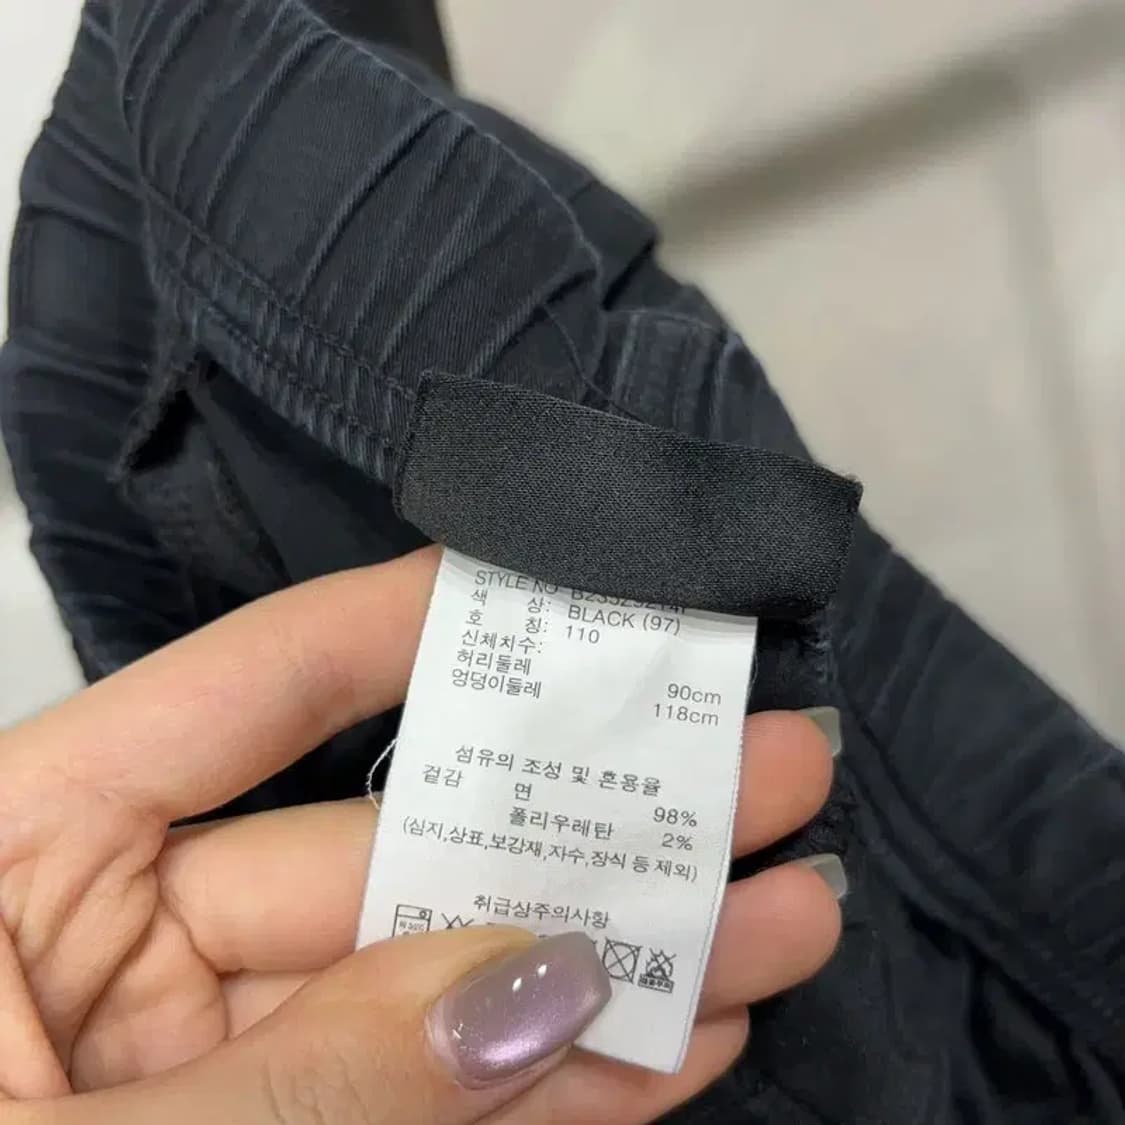 STYLE NO
색 상: BLACK (97)
호 칭: 110
신체치수:
허리둘레 90cm
엉덩이둘레 118cm
섬유의 조성 및 혼용율
겉감 면 98%
폴리우레탄 2%
(심지,상표,보강재,자수,장식 등 제외)
취급상주의사항